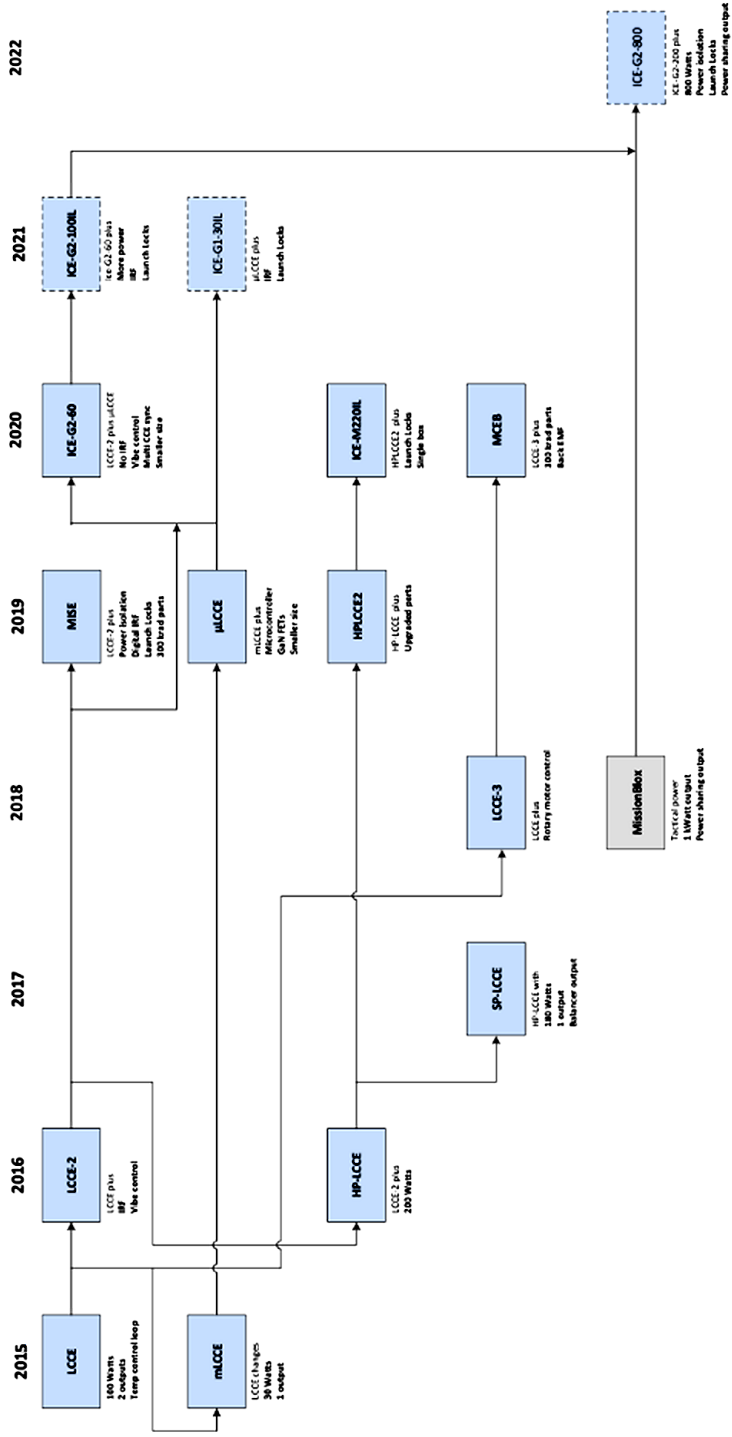 2015
2016
2017
2018
2019
2020
2021
2022
LCCE
100 Watts
2 outputs
Temp control loop
LCCE-2
LCCE plus
IRF
Vibe control
MISE
LCCE-2 plus
Power isolation
Digital IRF
Launch Locks
300 krad parts
ICE-G2-60
LCCE-2 plus µLCCE
No IRF
Vibe control
Multi CCE sync
Smaller size
ICE-G2-100IL
Ice-G2-60 plus
More power
IRF
Launch Locks
mLCCE
LCCE changes
30 Watts
1 output
µLCCE
mLCCE plus
Microcontroller
GaN FETs
Smaller size
ICE-G1-30IL
µLCCE plus
IRF
Launch Locks
HP-LCCE
LCCE-2 plus
200 Watts
HPLCCE2
HP-LCCE plus
Upgraded parts
ICE-M220IL
HPLCCE2 plus
Launch Locks
Single box
SP-LCCE
HP-LCCE with
180 Watts
1 output
Balancer output
LCCE-3
LCCE plus
Rotary motor control
MCEB
LCCE-3 plus
300 krad parts
Back EMF
MissionBlox
Tactical power
1 kWatt output
Power sharing output
ICE-G2-800
ICE-G2-200 plus
800 Watts
Power isolation
Launch Locks
Power sharing output